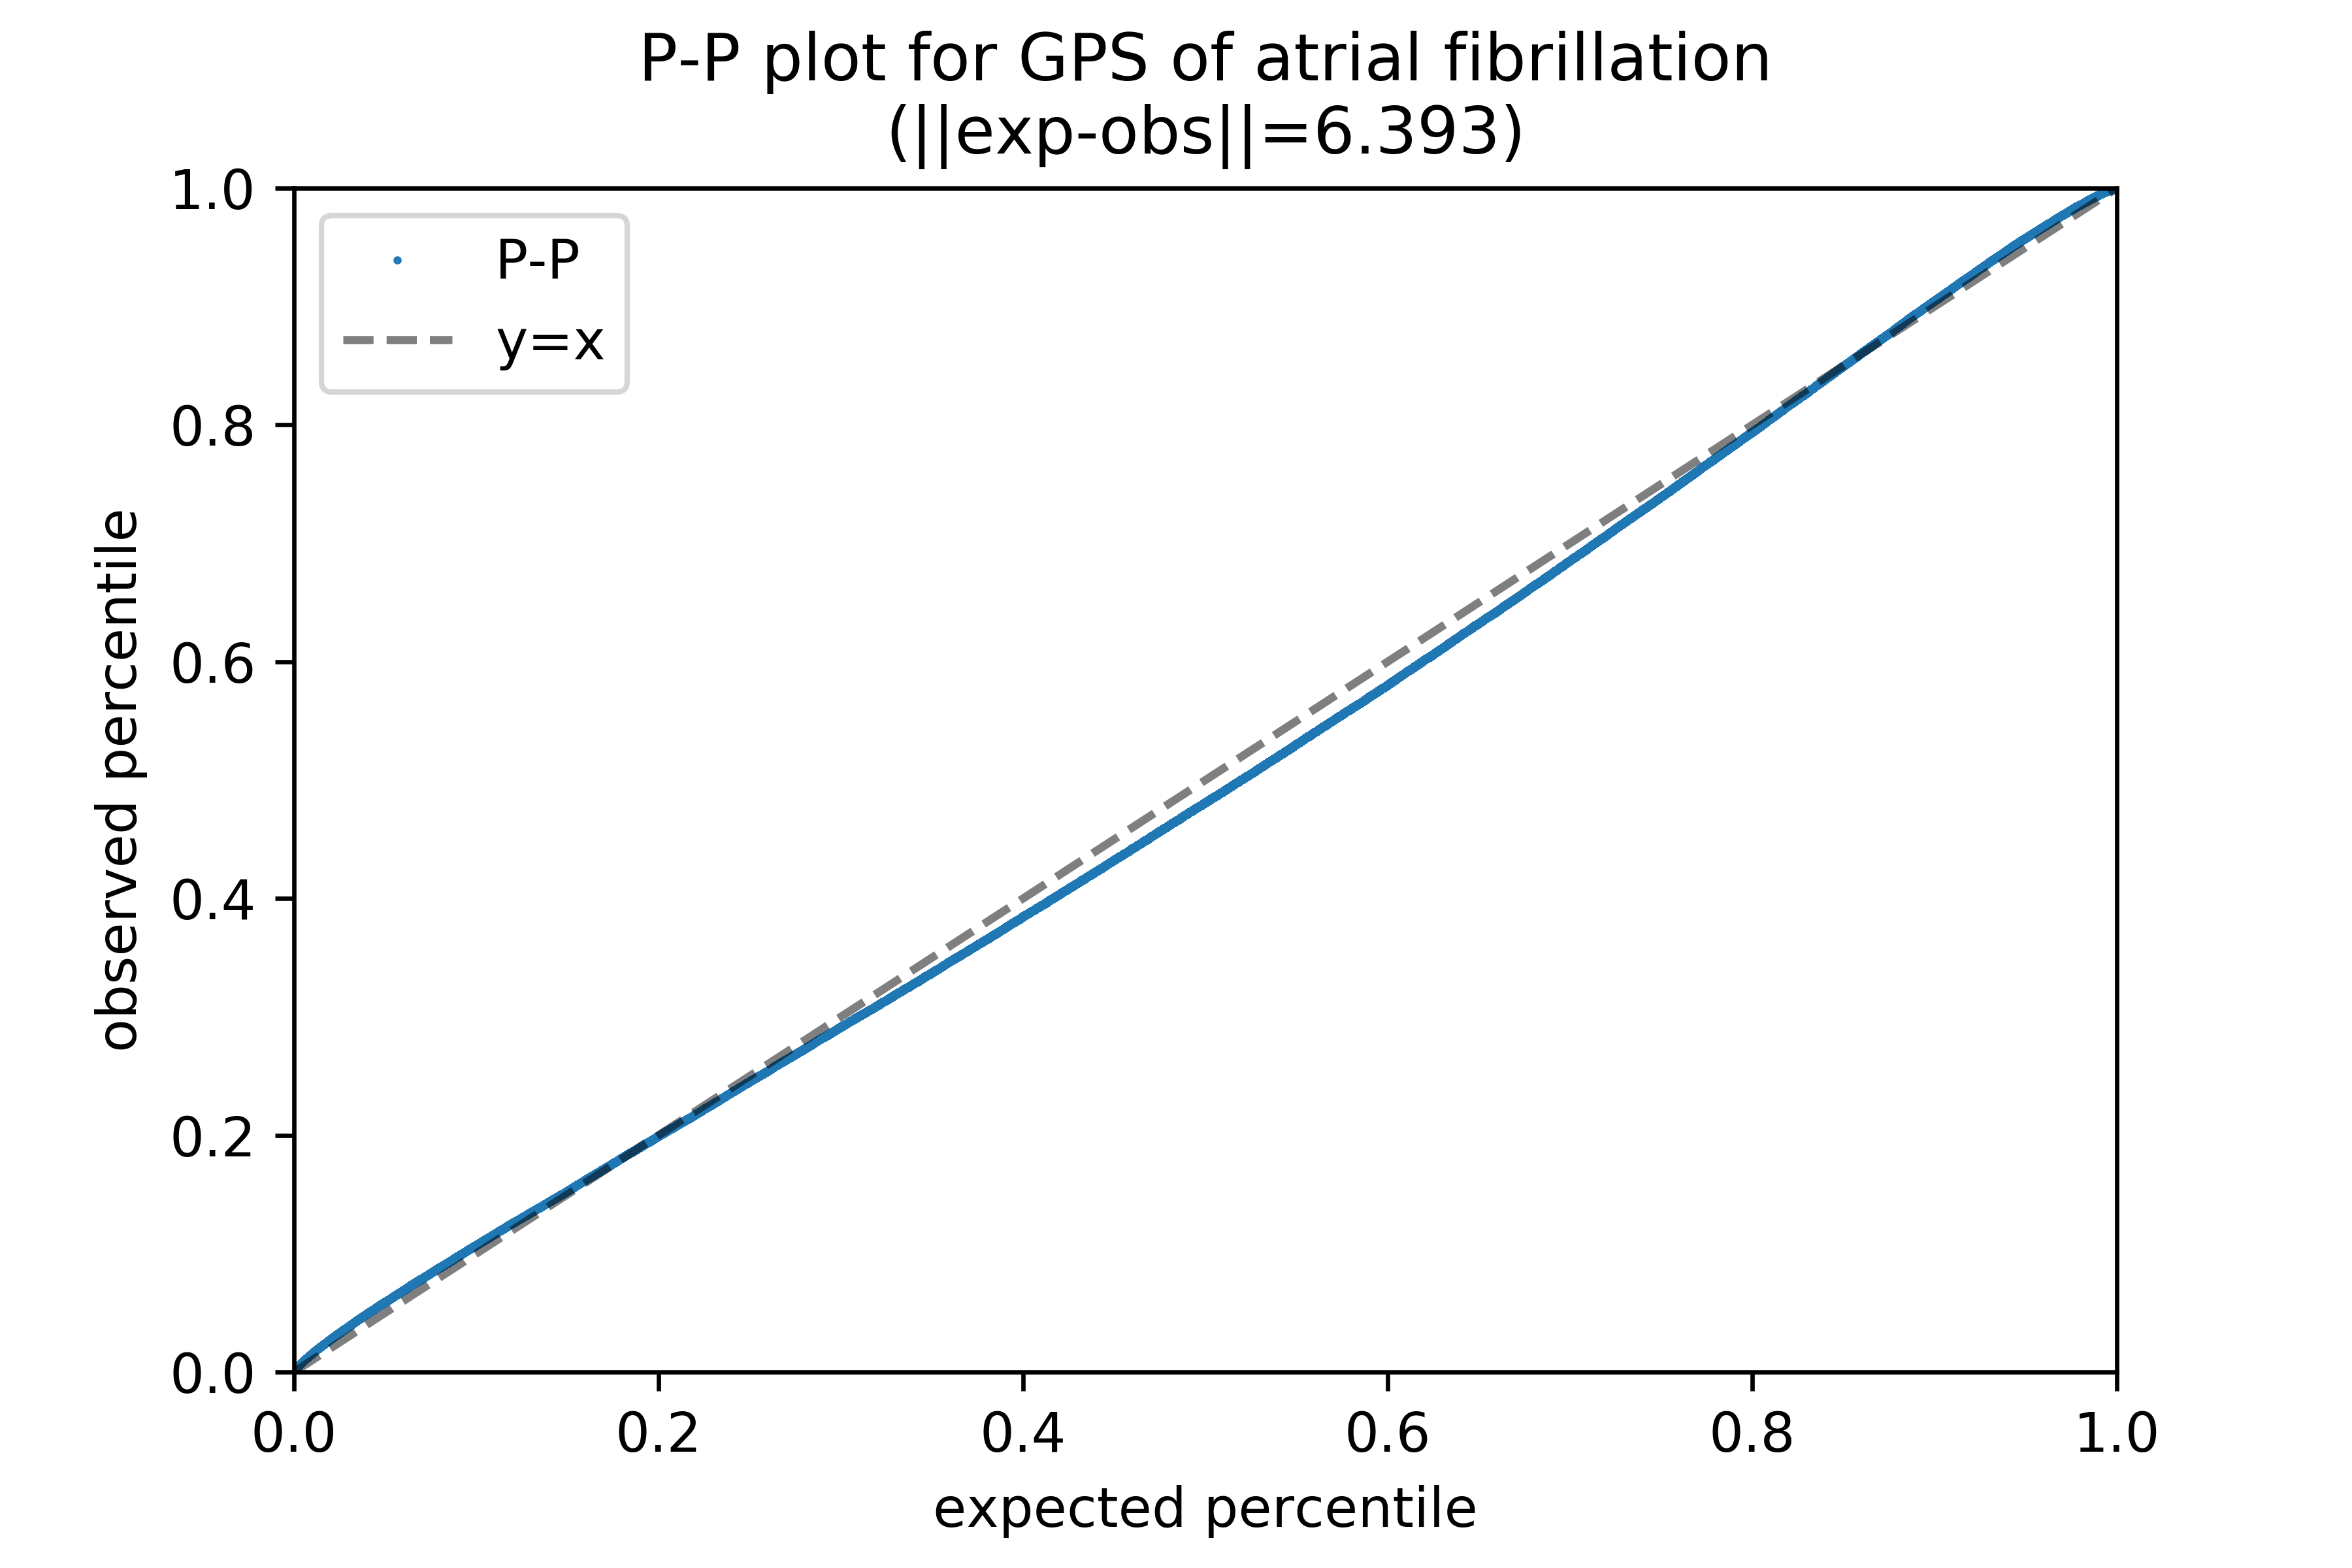 P-P plot for GPS of atrial fibrillation
(||exp-obs||=6.393)
P-P
y=x
1.0
0.8
0.6
0.4
0.2
0.0
observed percentile
0.0 0.2 0.4 0.6 0.8 1.0
expected percentile